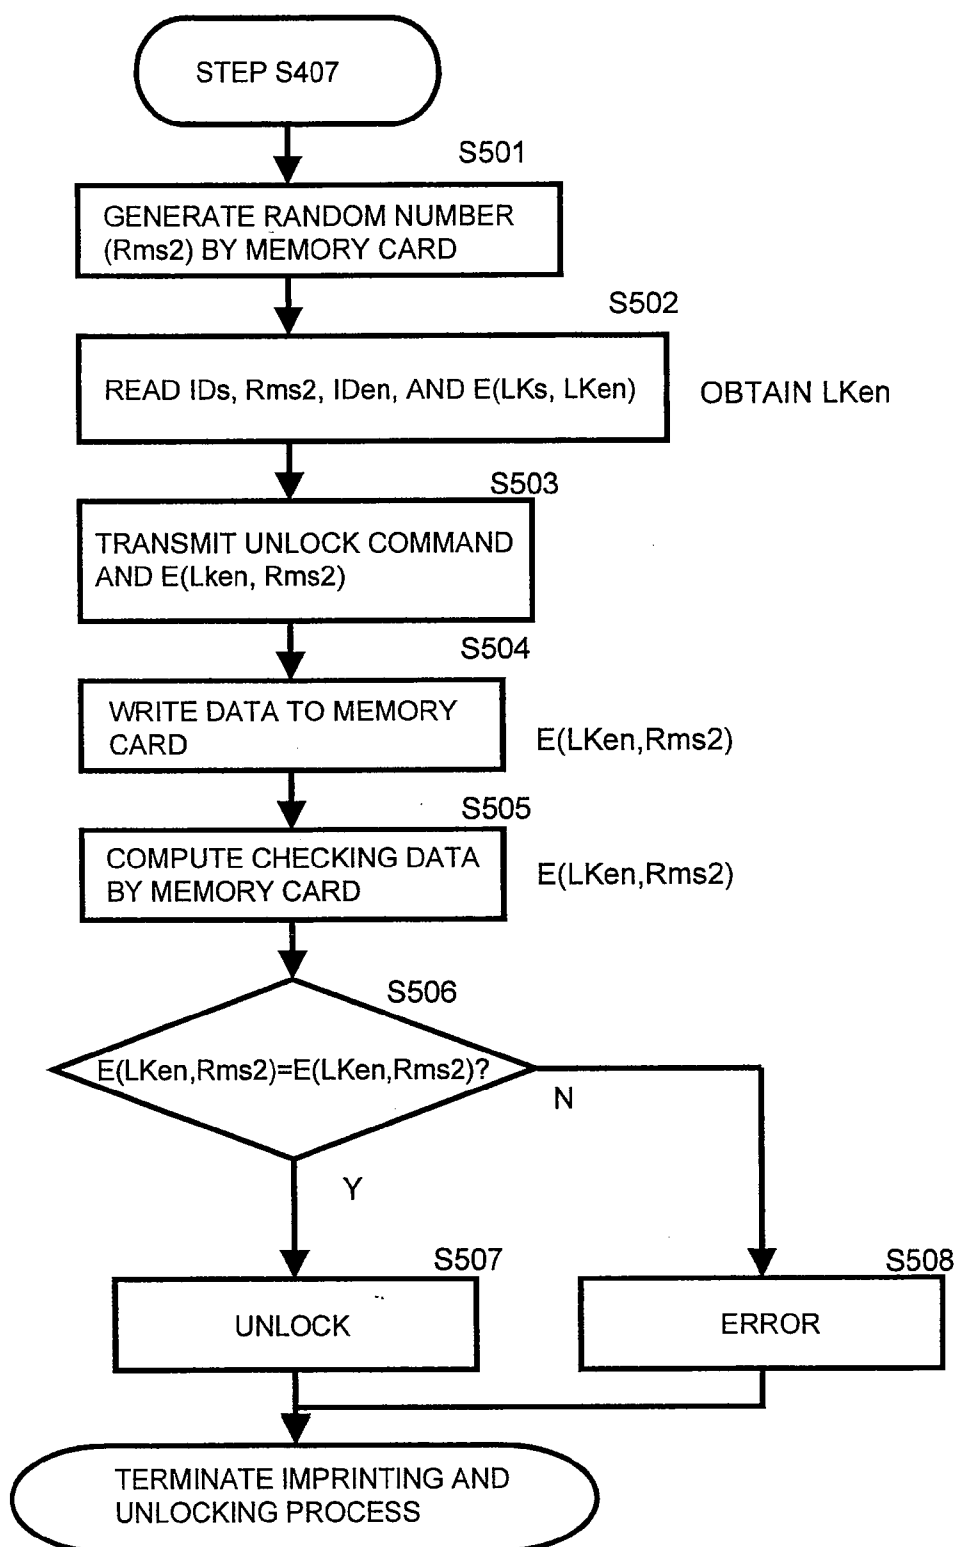 STEP S407
S501
GENERATE RANDOM NUMBER
(Rms2) BY MEMORY CARD
S502
READ IDs, Rms2, IDen, AND E(LKs, LKen)
OBTAIN LKen
S503
TRANSMIT UNLOCK COMMAND
AND E(Lken, Rms2)
S504
WRITE DATA TO MEMORY
CARD
E(LKen,Rms2)
S505
COMPUTE CHECKING DATA
BY MEMORY CARD
E(LKen,Rms2)
S506
E(LKen,Rms2)=E(LKen,Rms2)?
N
Y
S507
UNLOCK
S508
ERROR
TERMINATE IMPRINTING AND
UNLOCKING PROCESS